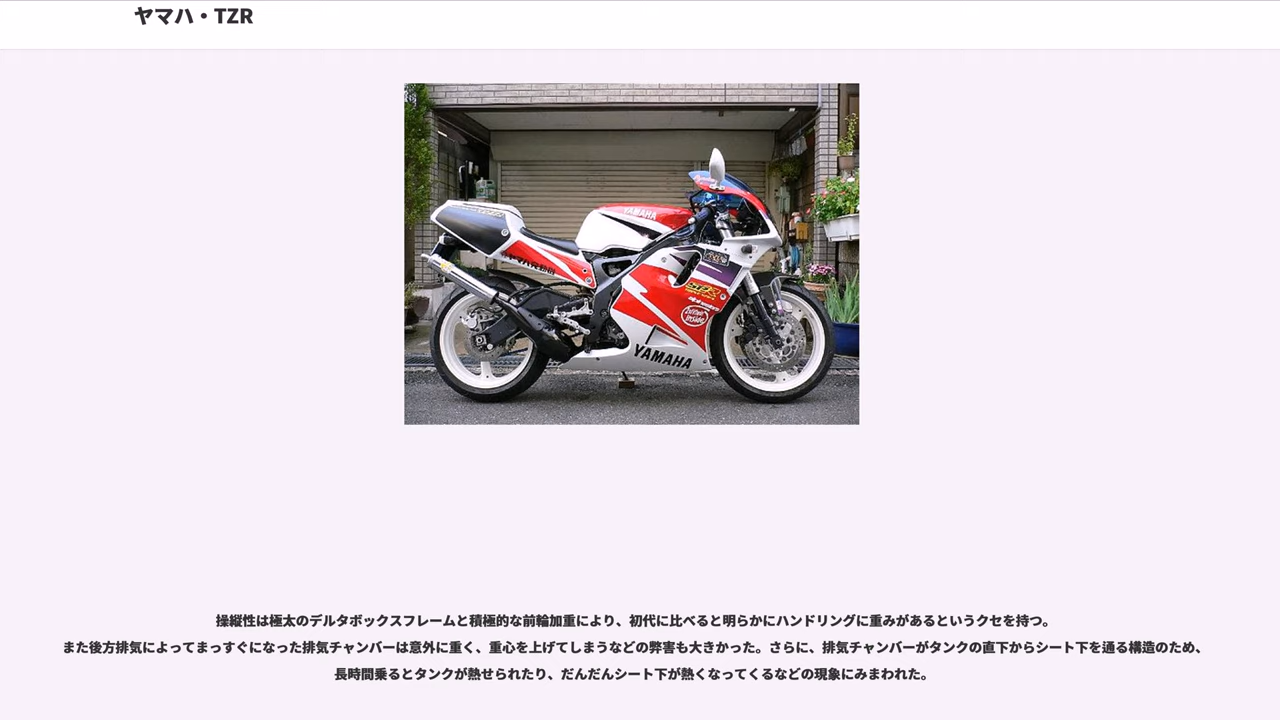 ヤマハ・TZR
YAMAHA
YAMAHA
操縦性は極太のデルタボックスフレームと積極的な前輪加重により、初代に比べると明らかにハンドリングに重みがあるというクセを持つ。
また後方排気によってまっすぐになった排気チャンバーは意外に重く、重心を上げてしまうなどの弊害も大きかった。さらに、排気チャンバーがタンクの直下からシート下を通る構造のため、
長時間乗るとタンクが熱せられたり、だんだんシート下が熱くなってくるなどの現象にみまわれた。